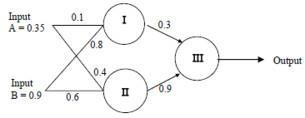 Input
A = 0.35
0.1
I
0.3
0.8
III
Output
Input
B = 0.9
0.4
0.6
II
0.9